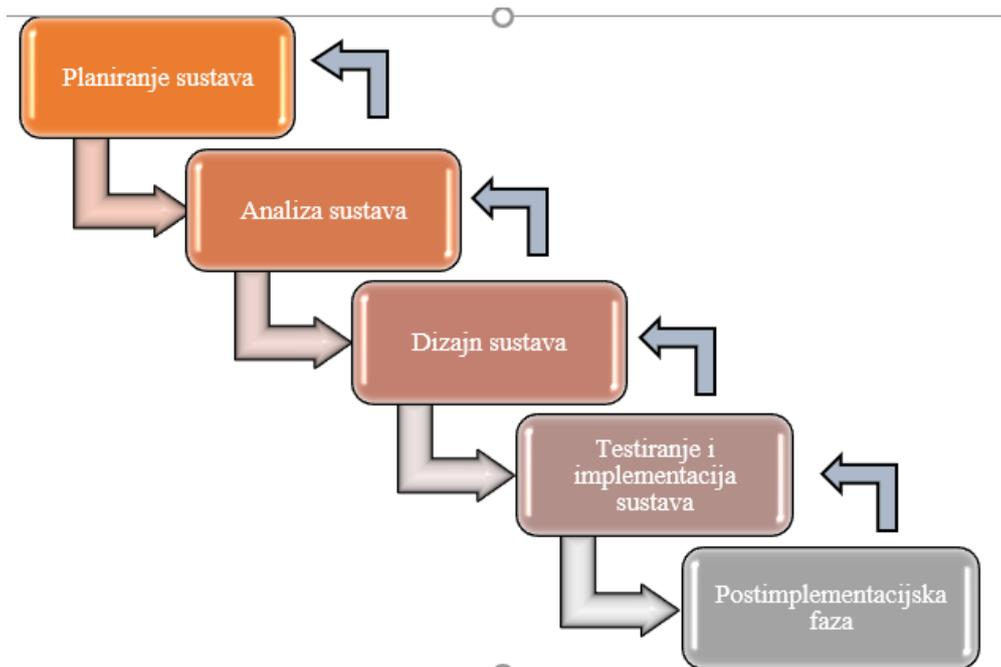 Planiranje sustava
Analiza sustava
Dizajn sustava
Testiranje i
implementacija
sustava
Postimplementacijska
faza